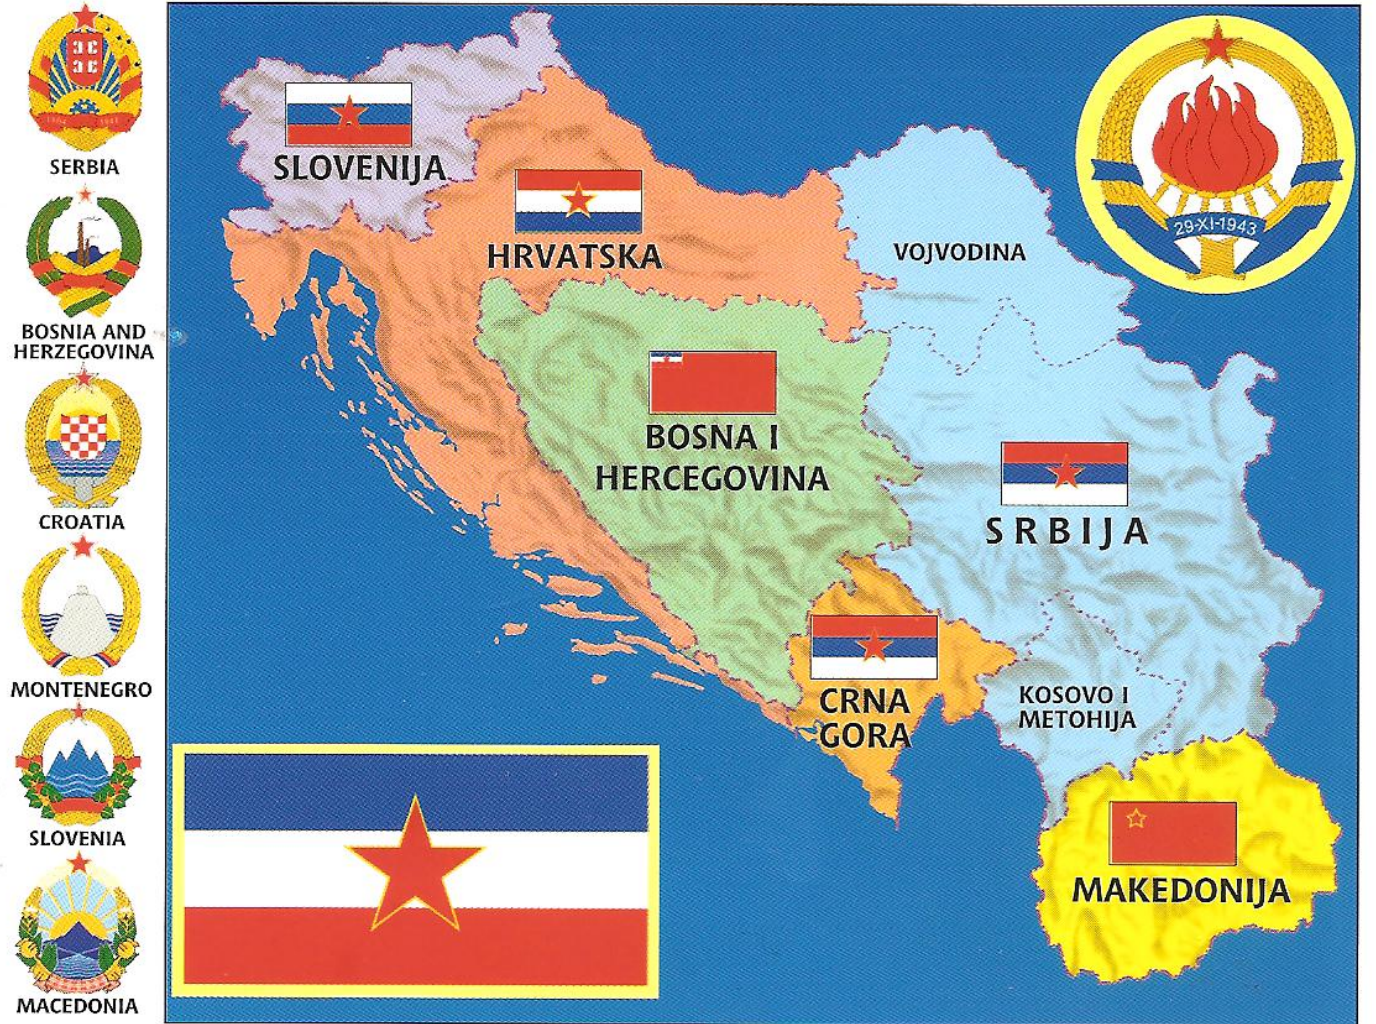 SERBIA
BOSNIA AND
HERZEGOVINA
CROATIA
MONTENEGRO
SLOVENIA
MACEDONIA
SLOVENIJA
HRVATSKA
VOJVODINA
29-XI-1943
BOSNA I
HERCEGOVINA
SRBIJA
CRNA
GORA
KOSOVO I
METOHIJA
MAKEDONIJA